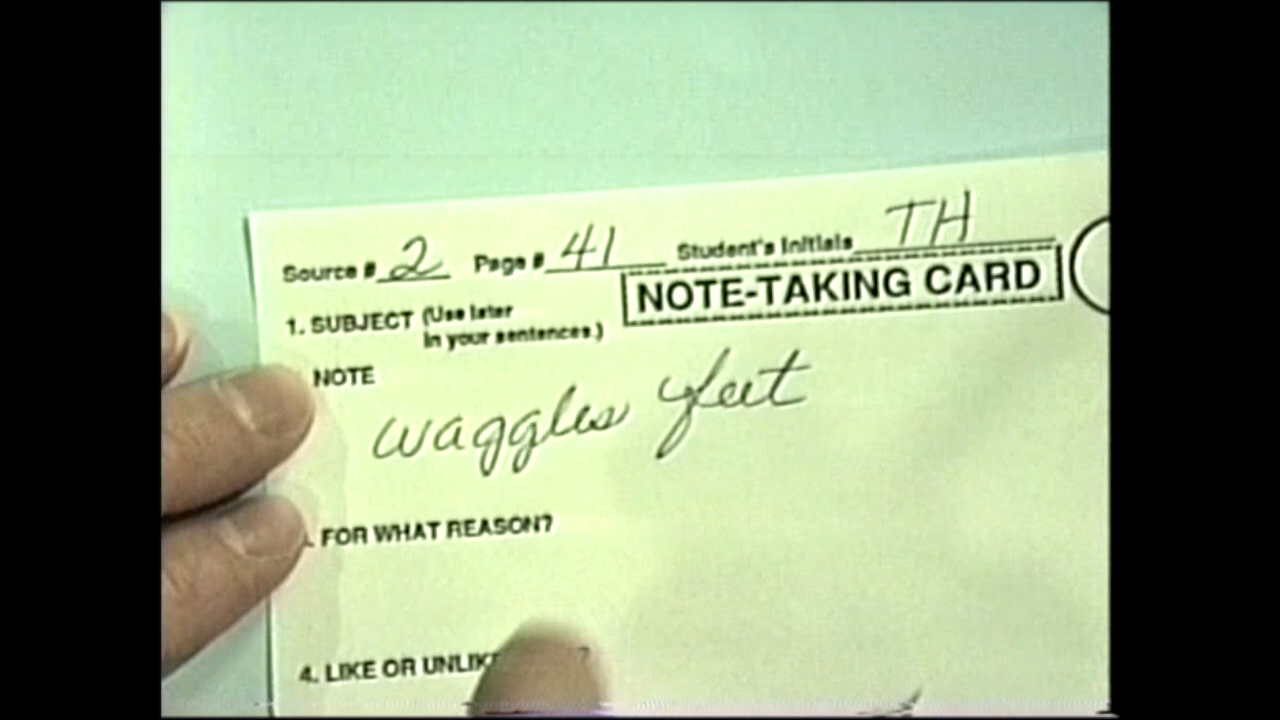 Source # 2 Page # 41 Student's Initials TH
NOTE-TAKING CARD
1. SUBJECT (Use later
in your sentences.)
NOTE
waggles feet
. FOR WHAT REASON?
4. LIKE OR UNLIK